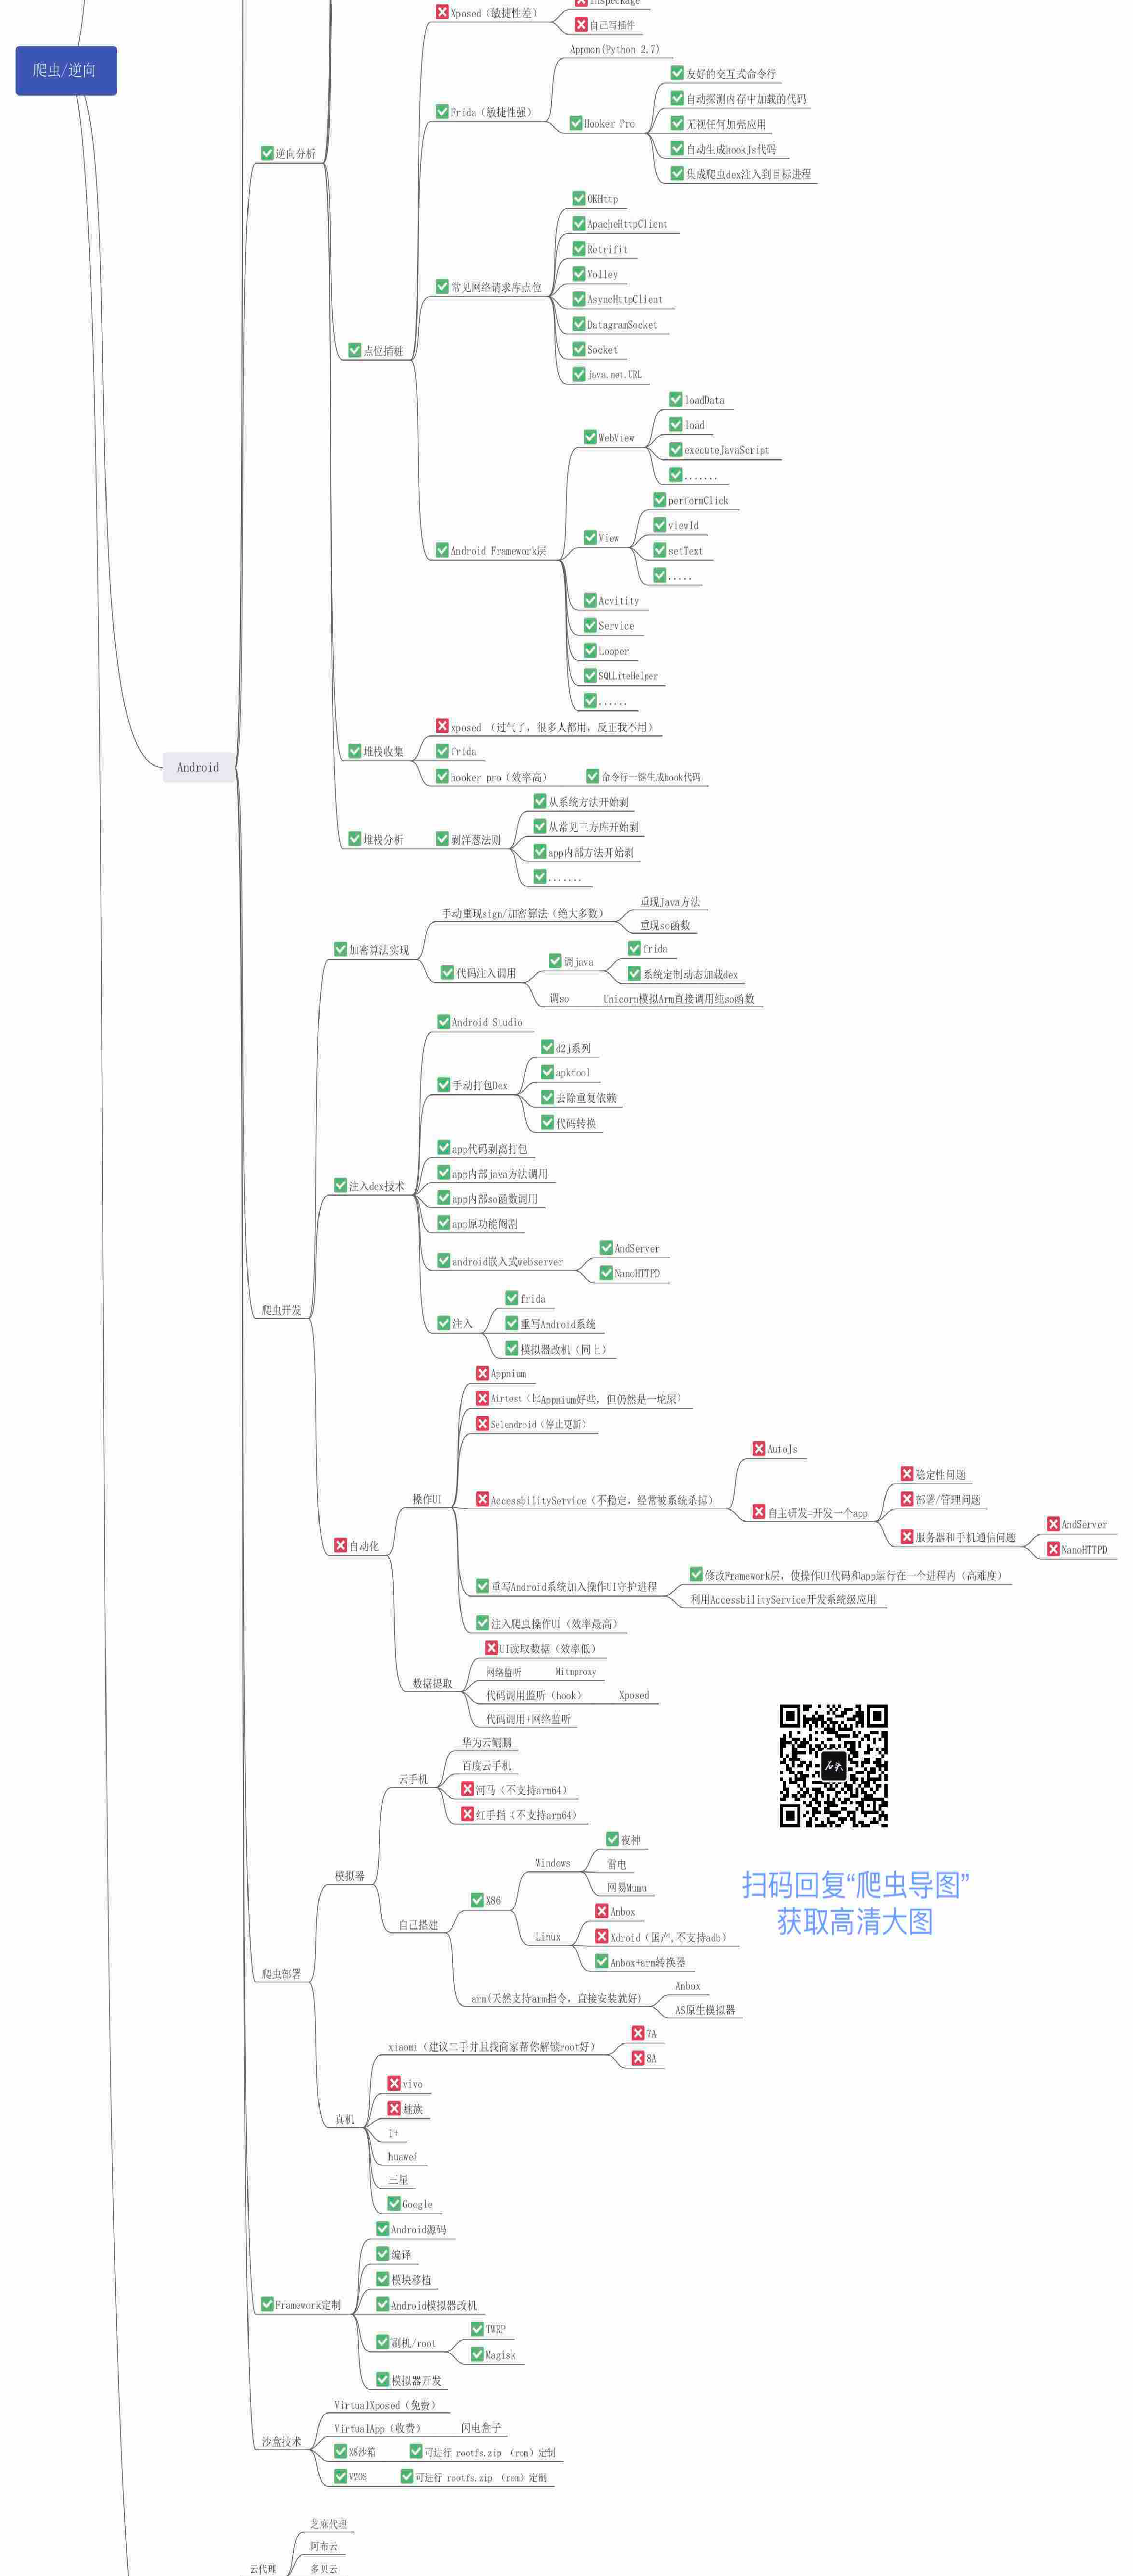 Inspeckage
Xposed（敏捷性差）
自己写插件
爬虫/逆向
Appmon(Python 2.7)
友好的交互式命令行
自动探测内存中加载的代码
Frida（敏捷性强）
Hooker Pro
无视任何加壳应用
自动生成hookJs代码
逆向分析
集成爬虫dex注入到目标进程
OKHttp
ApacheHttpClient
Retrifit
Volley
常见网络请求库点位
AsyncHttpClient
DatagramSocket
Socket
点位插桩
java.net.URL
loadData
load
WebView
executeJavaScript
.......
performClick
viewId
View
setText
Android Framework层
.....
Acvitity
Service
Looper
SQLLiteHelper
......
xposed （过气了，很多人都用，反正我不用）
堆栈收集
frida
Android
hooker pro（效率高）
命令行一键生成hook代码
从系统方法开始剥
从常见三方库开始剥
堆栈分析
剥洋葱法则
app内部方法开始剥
.......
重现Java方法
手动重现sign/加密算法（绝大多数）
重现so函数
加密算法实现
frida
调java
代码注入调用
系统定制动态加载dex
调so
Unicorn模拟Arm直接调用纯so函数
Android Studio
d2j系列
apktool
手动打包Dex
去除重复依赖
代码转换
app代码剥离打包
app内部java方法调用
注入dex技术
app内部so函数调用
app原功能阉割
AndServer
android嵌入式webserver
NanoHTTPD
frida
爬虫开发
注入
重写Android系统
模拟器改机（同上）
Appnium
Airtest（比Appnium好些，但仍然是一坨屎）
Selendroid（停止更新）
AutoJs
稳定性问题
操作UI
AccessbilityService（不稳定，经常被系统杀掉）
部署/管理问题
自主研发=开发一个app
AndServer
服务器和手机通信问题
自动化
NanoHTTPD
修改Framework层，使操作UI代码和app运行在一个进程内（高难度）
重写Android系统加入操作UI守护进程
利用AccessbilityService开发系统级应用
注入爬虫操作UI（效率最高）
UI读取数据（效率低）
网络监听
Mitmproxy
数据提取
代码调用监听（hook）
Xposed
代码调用+网络监听
华为云鲲鹏
百度云手机
云手机
河马（不支持arm64）
红手指（不支持arm64）
石头
夜神
Windows
雷电
模拟器
网易Mumu
X86
扫码回复“爬虫导图”
获取高清大图
Anbox
自己搭建
Linux
Xdroid（国产,不支持adb）
Anbox+arm转换器
爬虫部署
Anbox
arm(天然支持arm指令，直接安装就好)
AS原生模拟器
7A
xiaomi（建议二手并且找商家帮你解锁root好）
8A
vivo
魅族
真机
1+
huawei
三星
Google
Android源码
编译
模块移植
Framework定制
Android模拟器改机
TWRP
刷机/root
Magisk
模拟器开发
VirtualXposed（免费）
VirtualApp（收费）
闪电盒子
沙盒技术
X8沙箱
可进行 rootfs.zip （rom）定制
VMOS
可进行 rootfs.zip （rom）定制
芝麻代理
阿布云
云代理
多贝云